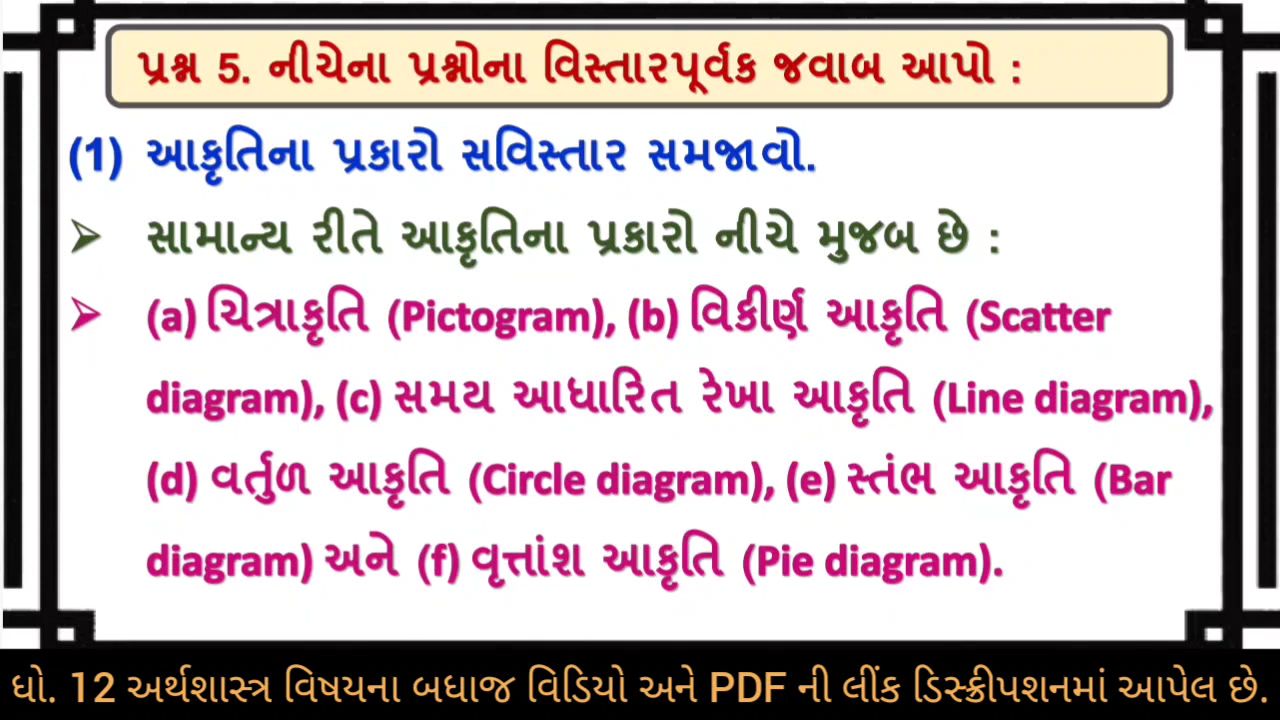 પ્રશ્ન 5. નીચેના પ્રશ્નોના વિસ્તારપૂર્વક જવાબ આપો :
(1) આકૃતિના પ્રકારો સવિસ્તાર સમજાવો.
➢ સામાન્ય રીતે આકૃતિના પ્રકારો નીચે મુજબ છે :
➢ (a) ચિત્રાકૃતિ (Pictogram), (b) વિકીર્ણ આકૃતિ (Scatter
diagram), (c) સમય આધારિત રેખા આકૃતિ (Line diagram),
(d) વર્તુળ આકૃતિ (Circle diagram), (e) સ્તંભ આકૃતિ (Bar
diagram) અને (f) વૃત્તાંશ આકૃતિ (Pie diagram).
ધો. 12 અર્થશાસ્ત્ર વિષયના બધાજ વિડિયો અને PDF ની લીંક ડિસ્ક્રીપશનમાં આપેલ છે.